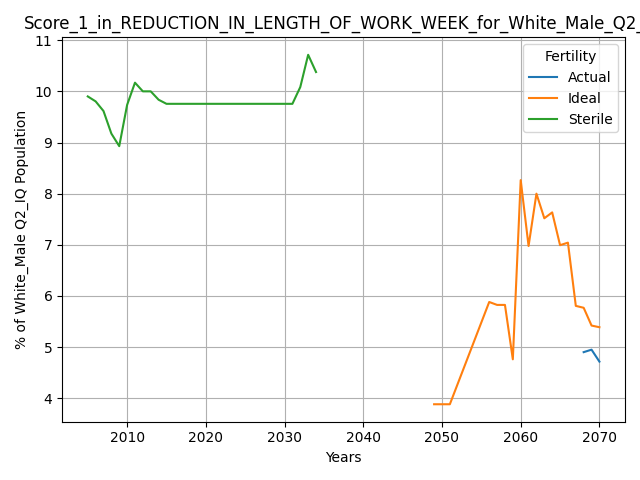 Score_1_in_REDUCTION_IN_LENGTH_OF_WORK_WEEK_for_White_Male_Q2_
Fertility
Actual
Ideal
Sterile
% of White_Male Q2_IQ Population
11
10
9
8
7
6
5
4
2010 2020 2030 2040 2050 2060 2070
Years